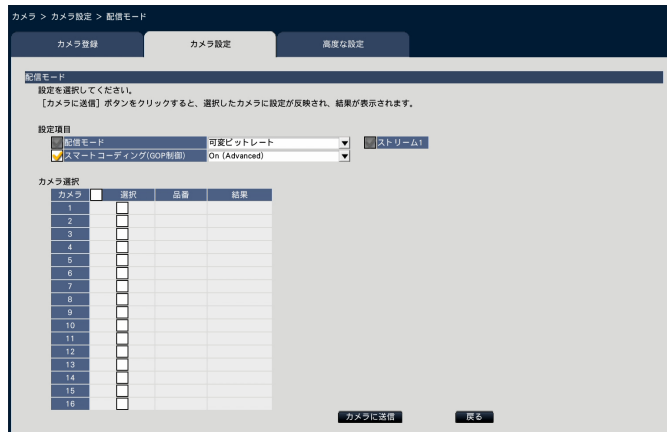 カメラ > カメラ設定 > 配信モード
カメラ登録 カメラ設定 高度な設定
配信モード
設定を選択してください。
[カメラに送信] ボタンをクリックすると、選択したカメラに設定が反映され、結果が表示されます。
設定項目
配信モード 可変ビットレート ストリーム1
スマートコーディング(GOP制御) On (Advanced)
カメラ選択
カメラ 選択 品番 結果
1
2
3
4
5
6
7
8
9
10
11
12
13
14
15
16
カメラに送信 戻る